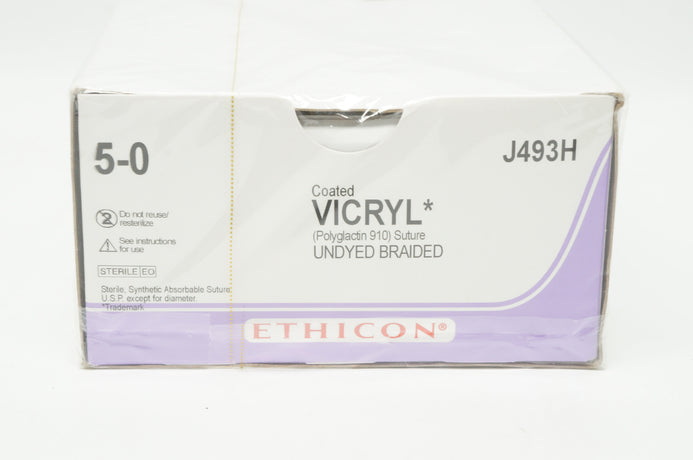 5-0
J493H
Coated
VICRYL*
(Polyglactin 910) Suture
UNDYED BRAIDED
2
Do not reuse/
resterilize
See instructions
for use
STERILE EO
Sterile, Synthetic Absorbable Suture.
U.S.P. except for diameter.
*Trademark
ETHICON®